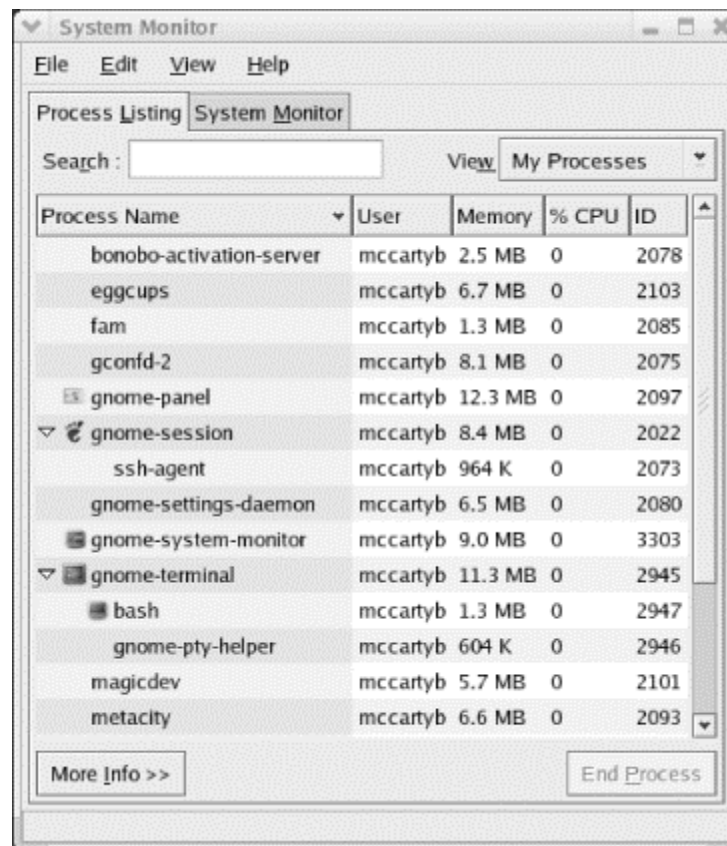 System Monitor
File Edit View Help
Process Listing System Monitor
Search : View My Processes
Process Name User Memory % CPU ID
bonobo-activation-server mccartyb 2.5 MB 0 2078
eggcups mccartyb 6.7 MB 0 2103
fam mccartyb 1.3 MB 0 2085
gconfd-2 mccartyb 8.1 MB 0 2075
gnome-panel mccartyb 12.3 MB 0 2097
gnome-session mccartyb 8.4 MB 0 2022
ssh-agent mccartyb 964 K 0 2073
gnome-settings-daemon mccartyb 6.5 MB 0 2080
gnome-system-monitor mccartyb 9.0 MB 0 3303
gnome-terminal mccartyb 11.3 MB 0 2945
bash mccartyb 1.3 MB 0 2947
gnome-pty-helper mccartyb 604 K 0 2946
magicdev mccartyb 5.7 MB 0 2101
metacity mccartyb 6.6 MB 0 2093
More Info >> End Process